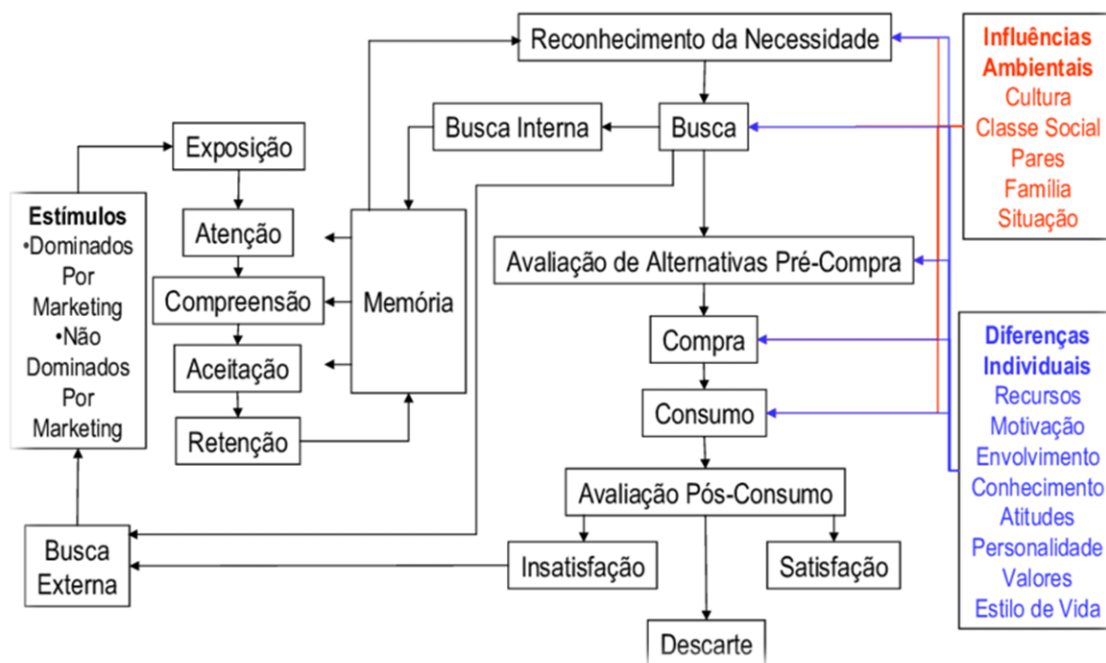 Reconhecimento da Necessidade
Busca Interna
Busca
Exposição
Atenção
Compreensão
Aceitação
Retenção
Memória
Estímulos
•Dominados
Por
Marketing
•Não
Dominados
Por
Marketing
Busca
Externa
Avaliação de Alternativas Pré-Compra
Compra
Consumo
Avaliação Pós-Consumo
Insatisfação
Satisfação
Descarte
Influências
Ambientais
Cultura
Classe Social
Pares
Família
Situação
Diferenças
Individuais
Recursos
Motivação
Envolvimento
Conhecimento
Atitudes
Personalidade
Valores
Estilo de Vida